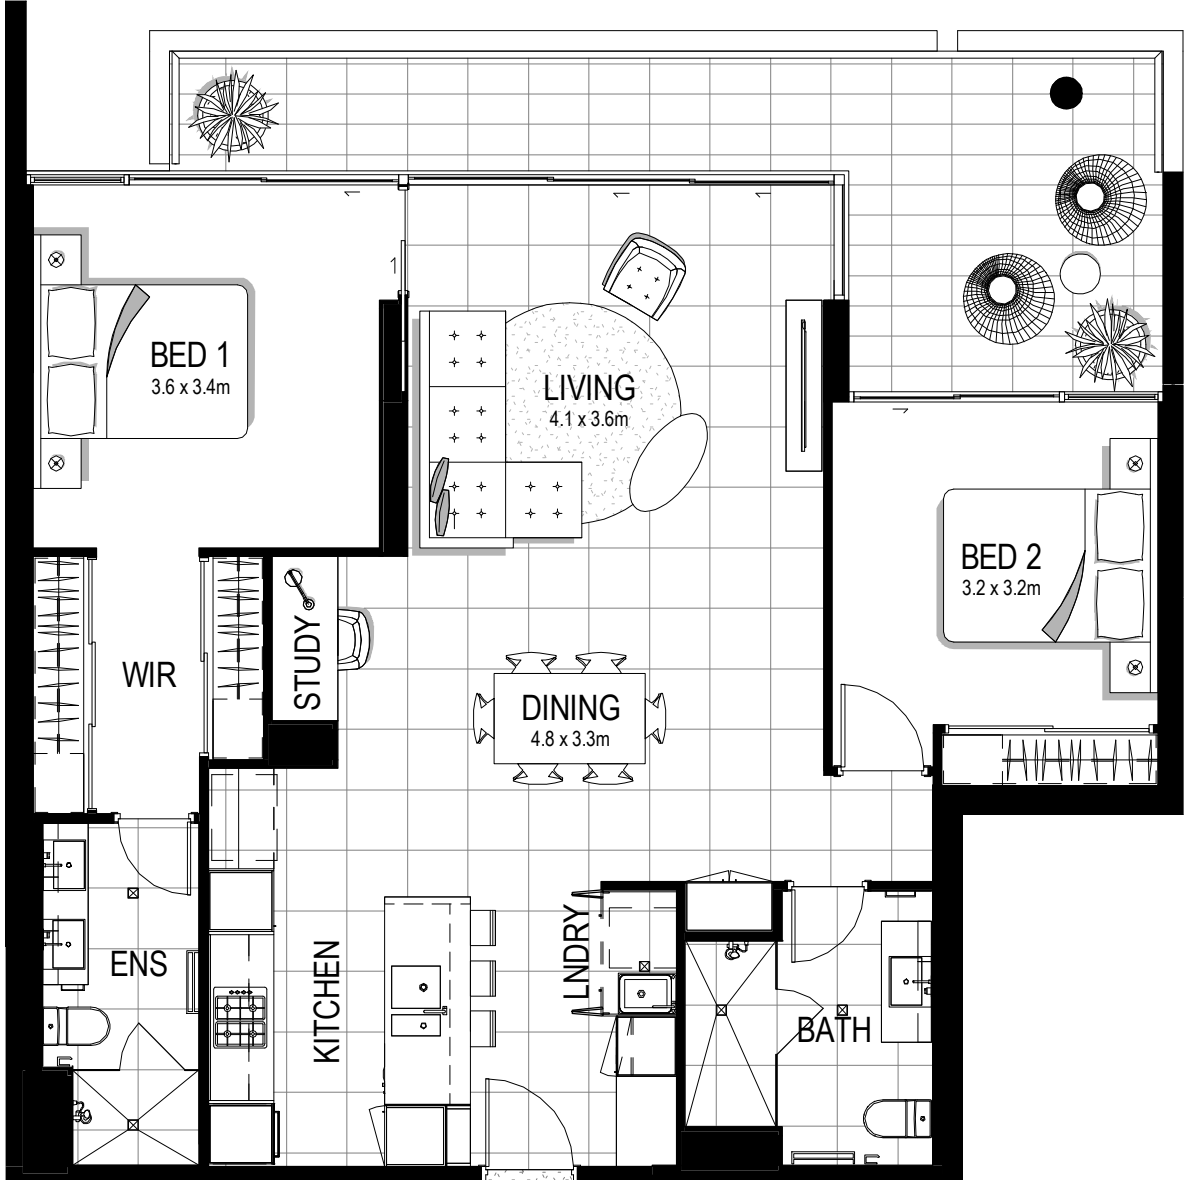 BED 1
3.6 x 3.4m
LIVING
4.1 x 3.6m
BED 2
3.2 x 3.2m
STUDY
WIR
DINING
4.8 x 3.3m
ENS
KITCHEN
LNDRY
BATH